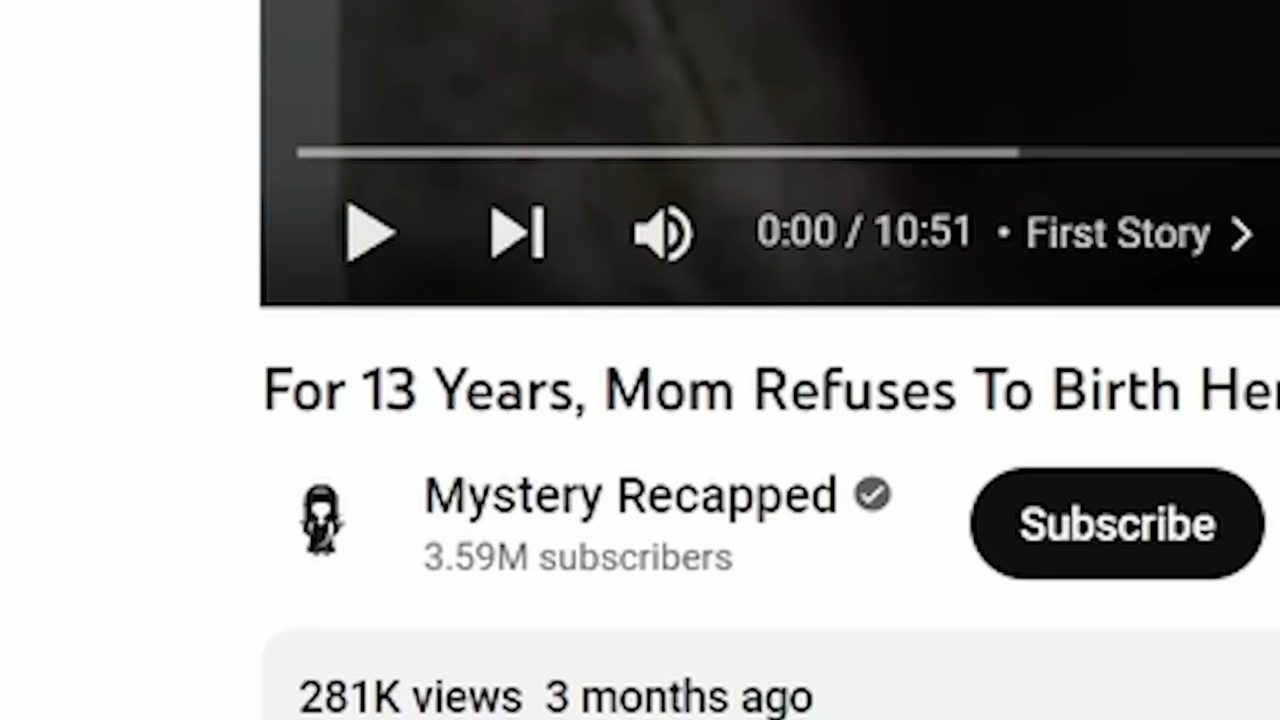 0:00 / 10:51 • First Story
For 13 Years, Mom Refuses To Birth Her
Mystery Recapped
3.59M subscribers
Subscribe
281K views 3 months ago